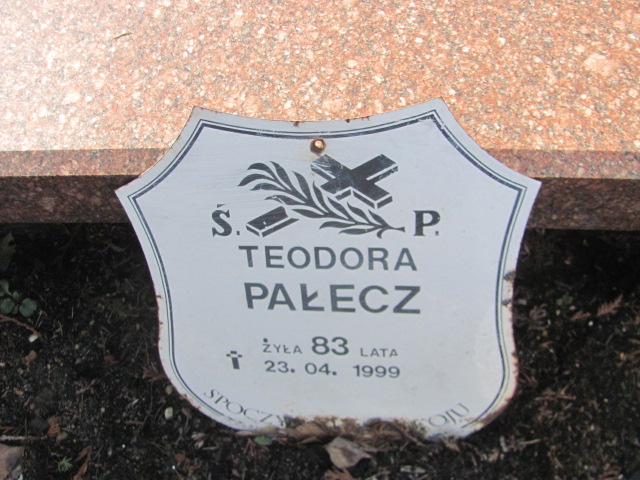 Ś. P.
TEODORA
PAŁECZ
ŻYŁA 83 LATA
23. 04. 1999